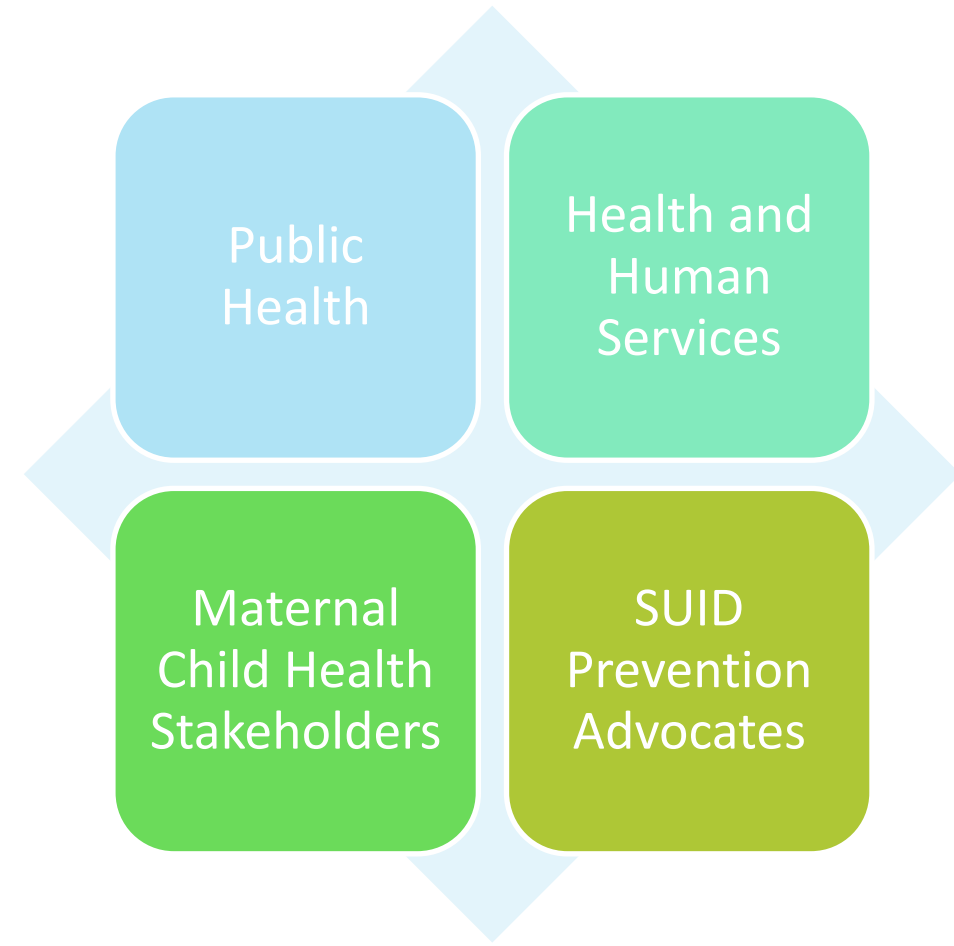 Public
Health
Health and
Human
Services
Maternal
Child Health
Stakeholders
SUID
Prevention
Advocates